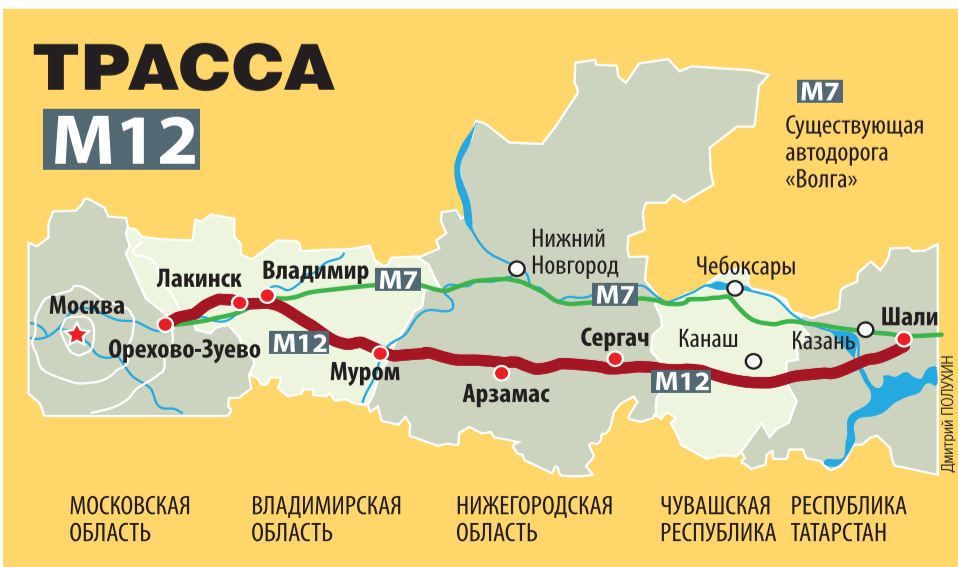 ТРАССА
М12
М7
Существующая
автодорога
«Волга»
Нижний
Новгород
Чебоксары
Лакинск
Владимир
М7
М7
Москва
Шали
Сергач
Канаш
Казань
Орехово-Зуево
М12
Муром
Арзамас
М12
Дмитрий ПОЛУХИН
МОСКОВСКАЯ
ОБЛАСТЬ
ВЛАДИМИРСКАЯ
ОБЛАСТЬ
НИЖЕГОРОДСКАЯ
ОБЛАСТЬ
ЧУВАШСКАЯ
РЕСПУБЛИКА
РЕСПУБЛИКА
ТАТАРСТАН